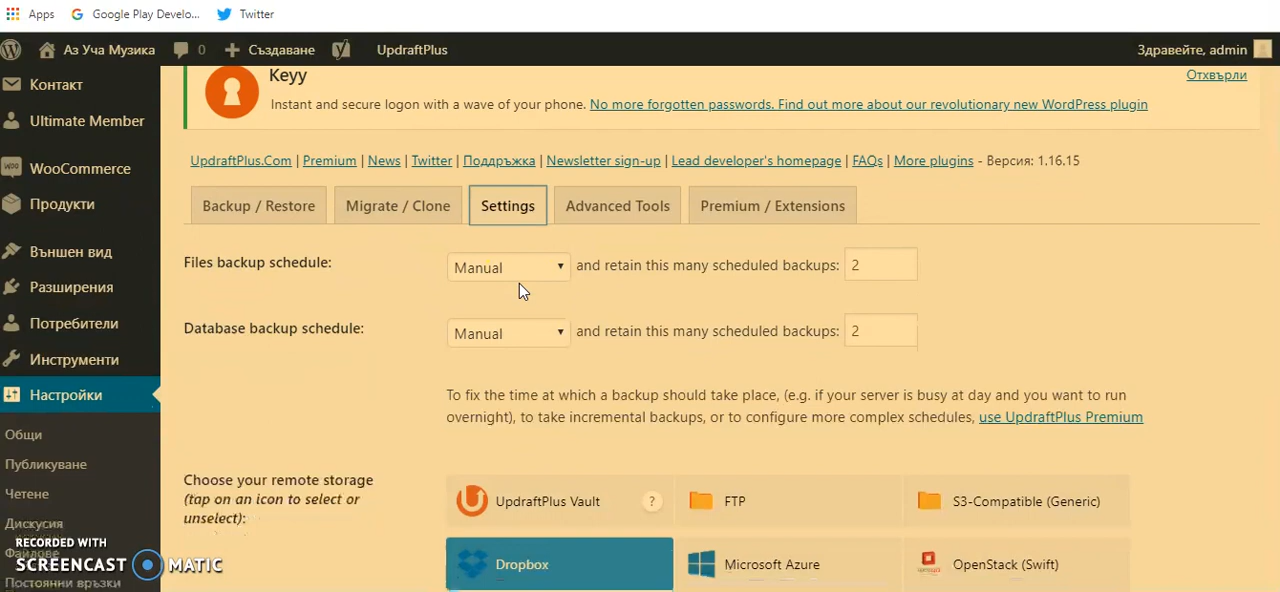 Apps Google Play Develo... Twitter
Аз Уча Музика 0 Създаване UpdraftPlus Здравейте, admin
Контакт
Ultimate Member
WooCommerce
Продукти
Външен вид
Разширения
Потребители
Инструменти
Настройки
Общи
Публикуване
Четене
Дискусия
Файлове
Постоянни връзки
Keyy
Отхвърли
Instant and secure logon with a wave of your phone. No more forgotten passwords. Find out more about our revolutionary new WordPress plugin
UpdraftPlus.Com | Premium | News | Twitter | Поддръжка | Newsletter sign-up | Lead developer's homepage | FAQs | More plugins - Версия: 1.16.15
Backup / Restore Migrate / Clone Settings Advanced Tools Premium / Extensions
Files backup schedule: Manual and retain this many scheduled backups: 2
Database backup schedule: Manual and retain this many scheduled backups: 2
To fix the time at which a backup should take place, (e.g. if your server is busy at day and you want to run
overnight), to take incremental backups, or to configure more complex schedules, use UpdraftPlus Premium
Choose your remote storage
(tap on an icon to select or
unselect):
UpdraftPlus Vault ? FTP S3-Compatible (Generic)
Dropbox Microsoft Azure OpenStack (Swift)
RECORDED WITH
SCREENCAST MATIC